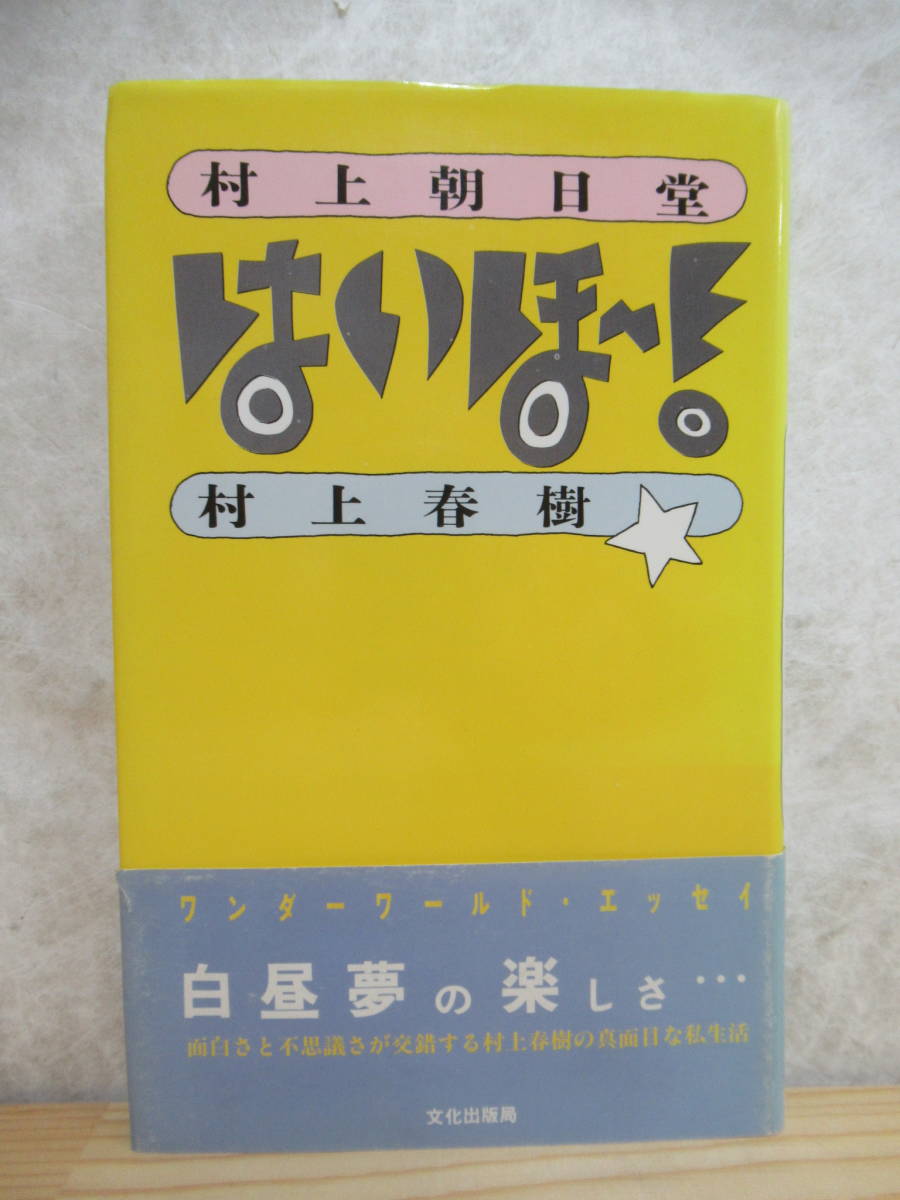 村上朝日堂
はいほー!
村上春樹
ワンダーワールド・エッセイ
白昼夢の楽しさ…
面白さと不思議さが交錯する村上春樹の真面目な私生活
文化出版局